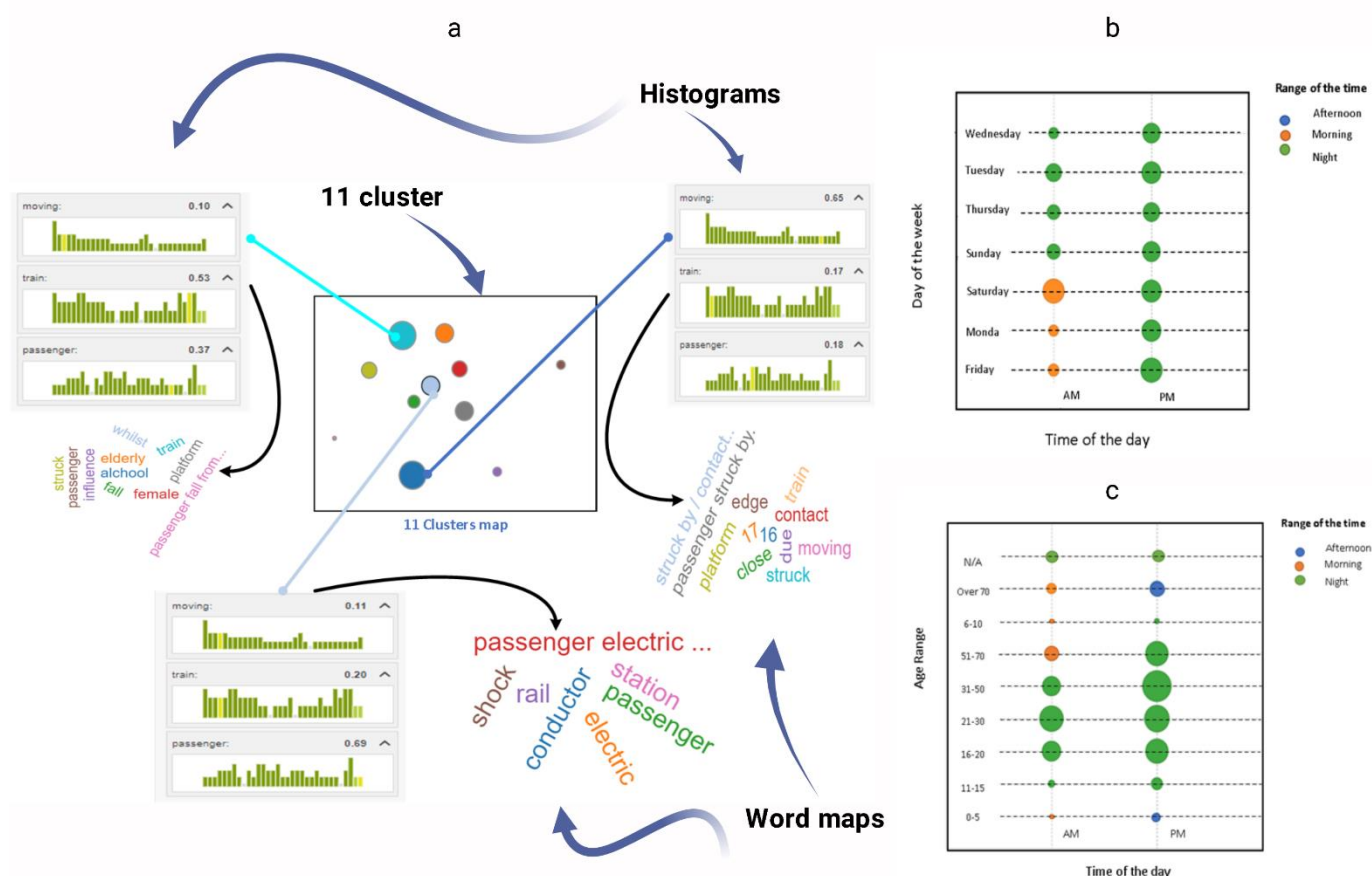 a
Histograms
11 cluster
moving: 0.10
train: 0.53
passenger: 0.37
moving: 0.65
train: 0.17
passenger: 0.18
11 Clusters map
whilst
train
platform
elderly
alchool
struck
passenger
influence
fall
female
passenger fall from...
struck by / contact..
passenger struck by.
edge
train
contact
platform
17
16
due
moving
close
struck
moving: 0.11
train: 0.20
passenger: 0.69
passenger electric ...
shock
rail
conductor
station
passenger
electric
Word maps
b
Range of the time
Afternoon
Morning
Night
Day of the week
Wednesday
Tuesday
Thursday
Sunday
Saturday
Monda
Friday
AM
PM
Time of the day
c
Range of the time
Afternoon
Morning
Night
Age Range
N/A
Over 70
6-10
51-70
31-50
21-30
16-20
11-15
0-5
AM
PM
Time of the day